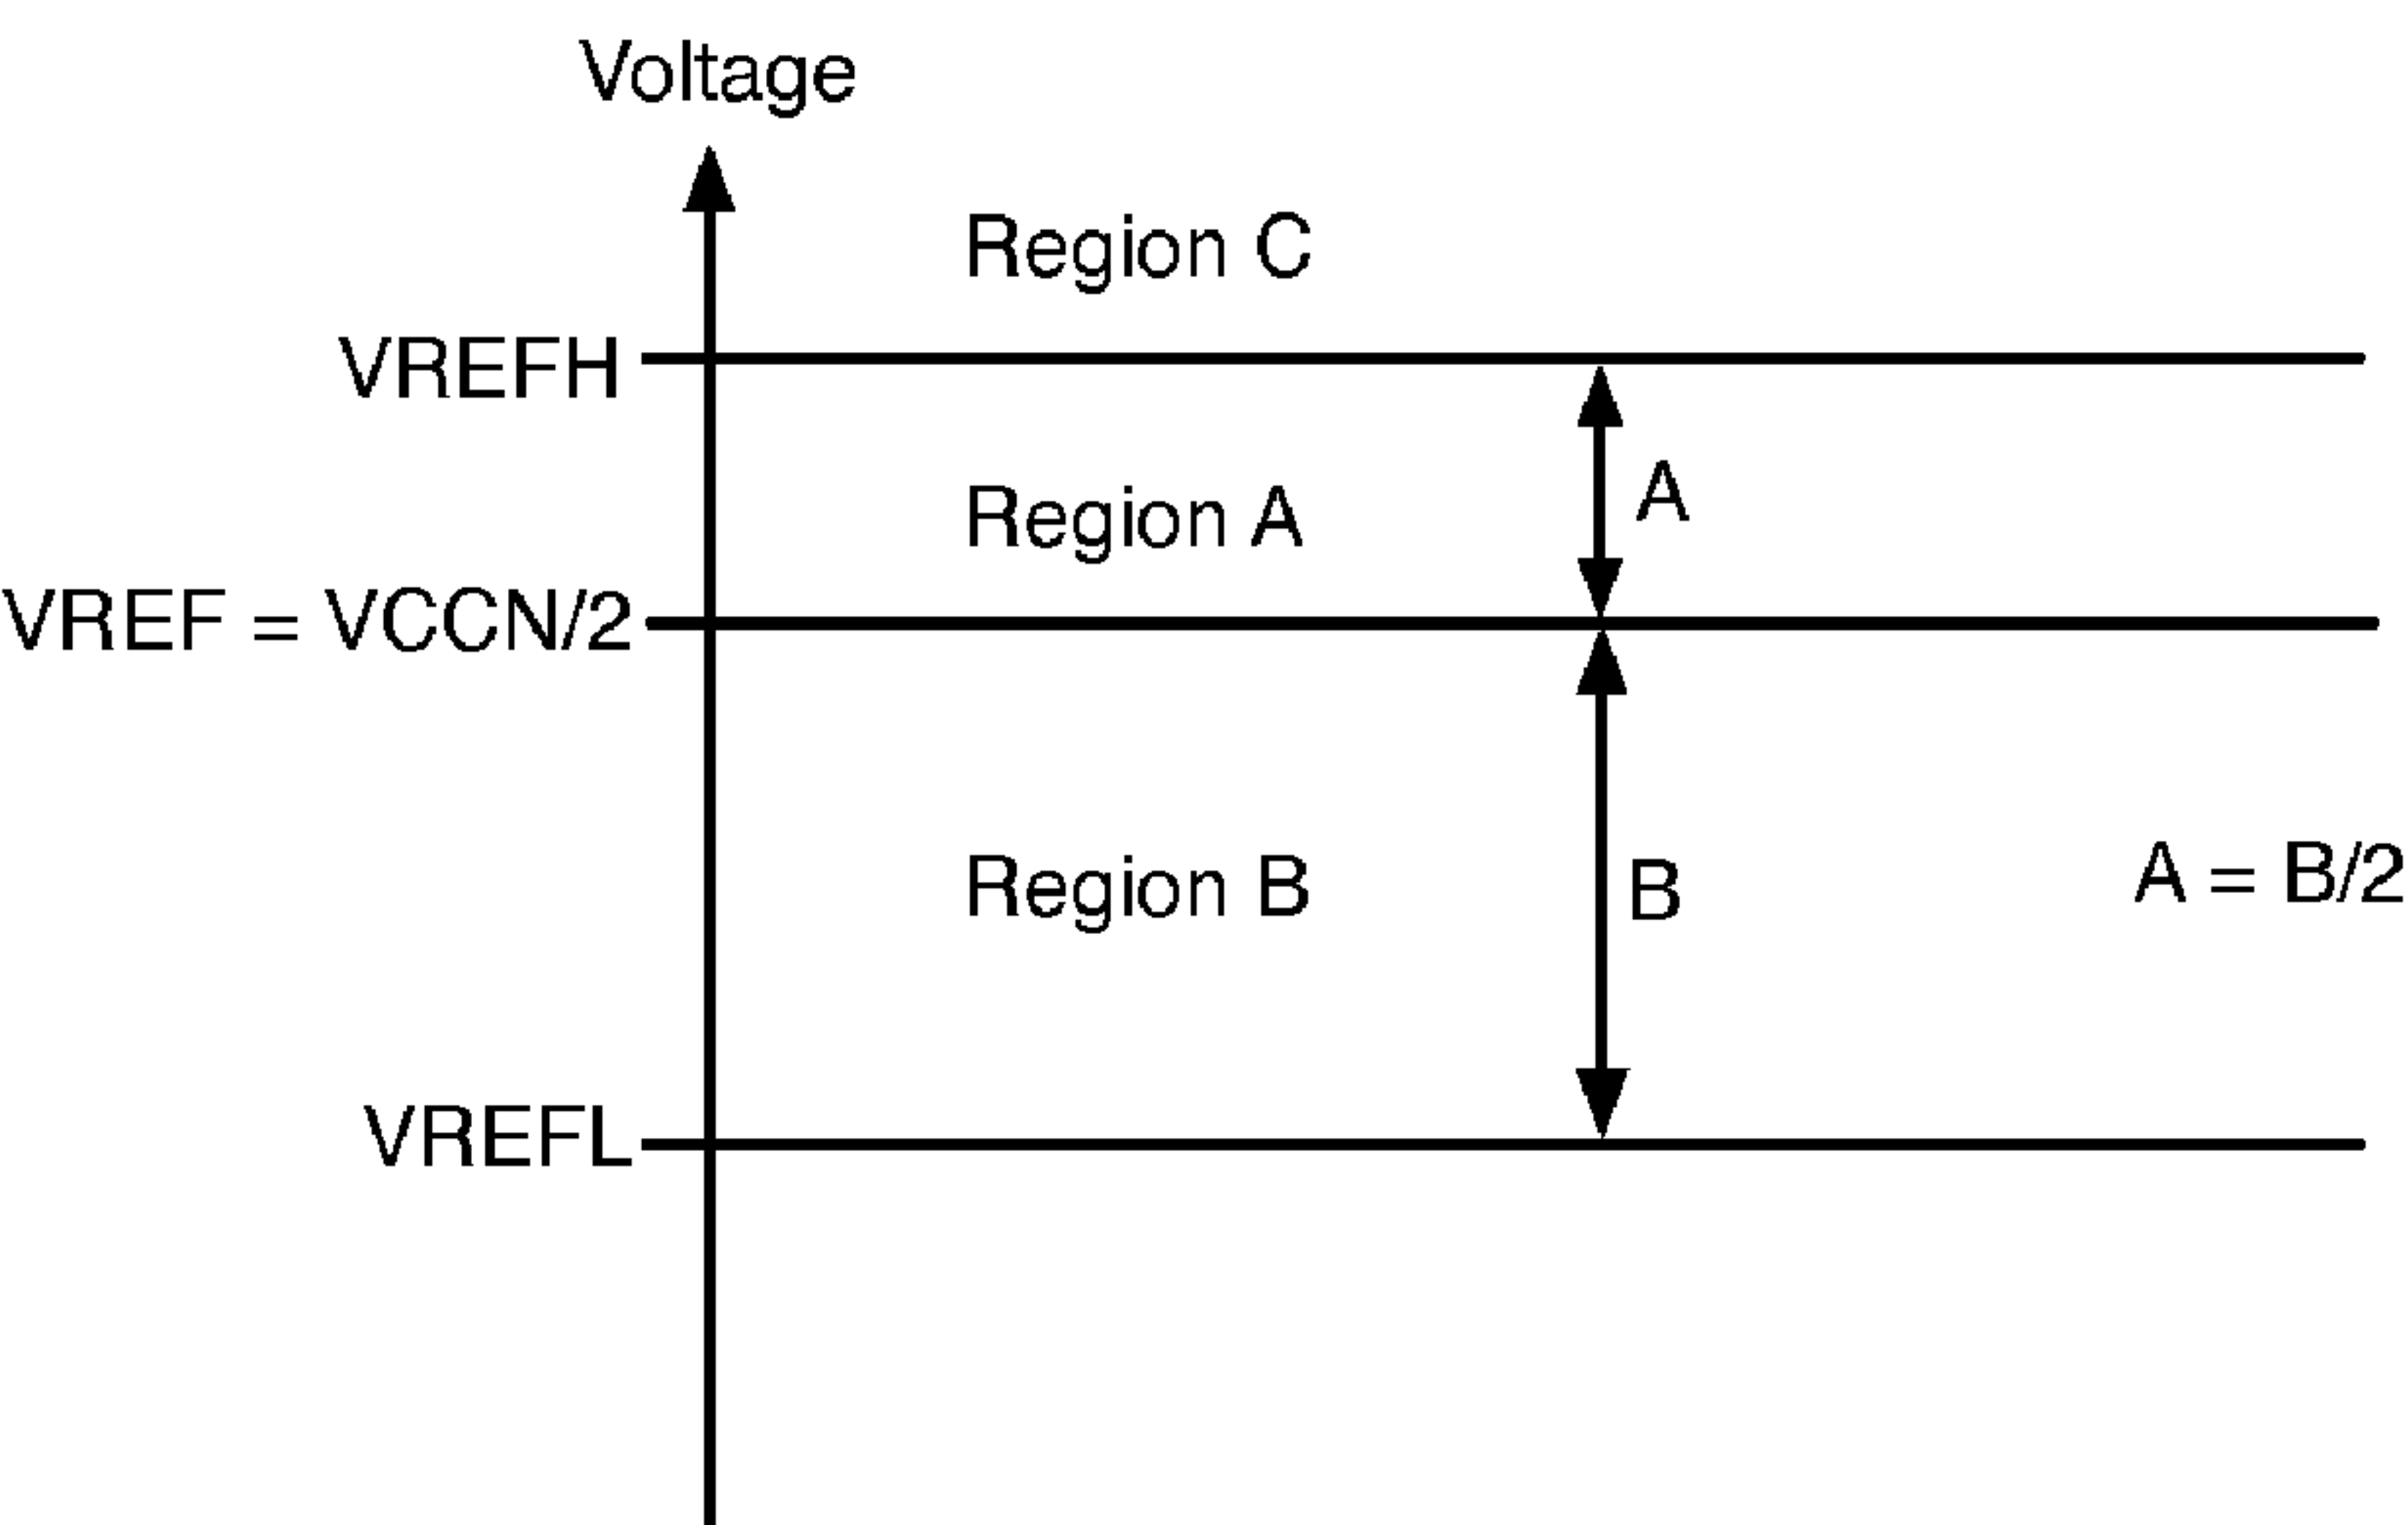 Voltage
Region C
VREFH
A
Region A
VREF = VCCN/2
Region B
B
A = B/2
VREFL